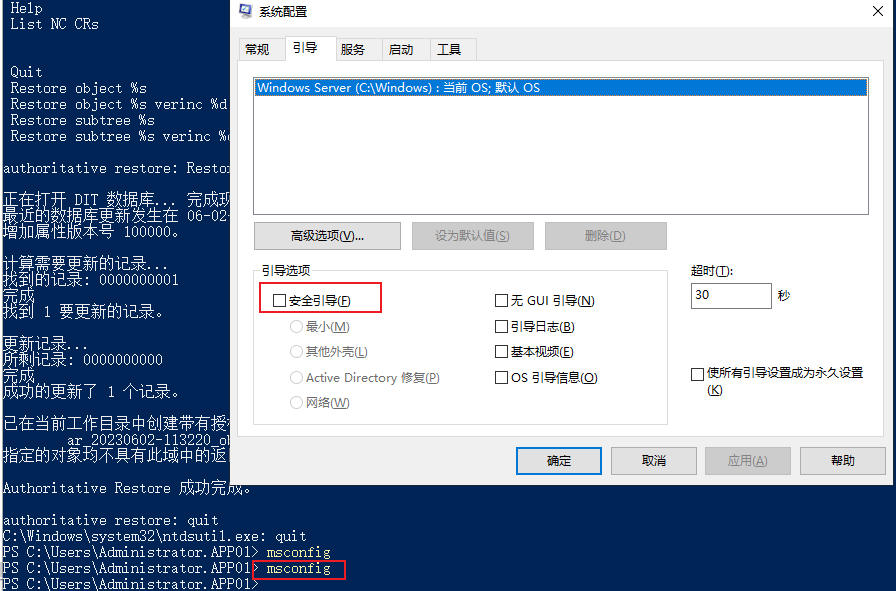 Help
List NC CRs
Quit
Restore object %s
Restore object %s verinc %d
Restore subtree %s
Restore subtree %s verinc %
authoritative restore: Restor
正在打开 DIT 数据库... 完成现
最近的数据库更新发生在 06-02-
增加属性版本号 100000。
计算需要更新的记录...
找到的记录: 0000000001
完成
找到 1 要更新的记录。
更新记录...
所剩记录: 0000000000
完成
成功的更新了 1 个记录。
已在当前工作目录中创建带有授权
ar_20230602-113220_ob
指定的对象均不具有此域中的返
Authoritative Restore 成功完成。
authoritative restore: quit
C:\Windows\system32\ntdsutil.exe: quit
PS C:\Users\Administrator.APP01> msconfig
PS C:\Users\Administrator.APP01> msconfig
PS C:\Users\Administrator.APP01>
系统配置
常规 引导 服务 启动 工具
Windows Server (C:\Windows) : 当前 OS; 默认 OS
高级选项(V)... 设为默认值(S) 删除(D)
引导选项
安全引导(F)
最小(M)
其他外壳(L)
Active Directory 修复(P)
网络(W)
无 GUI 引导(N)
引导日志(B)
基本视频(E)
OS 引导信息(O)
超时(T):
30 秒
使所有引导设置成为永久设置
(K)
确定 取消 应用(A) 帮助